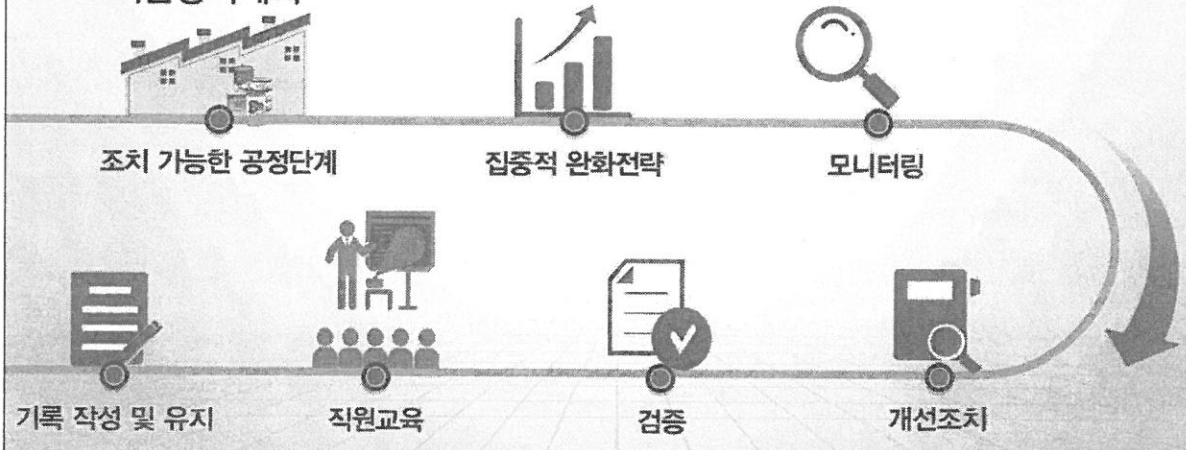 조치 가능한 공정단계
집중적 완화전략
모니터링
개선조치
검증
직원교육
기록 작성 및 유지